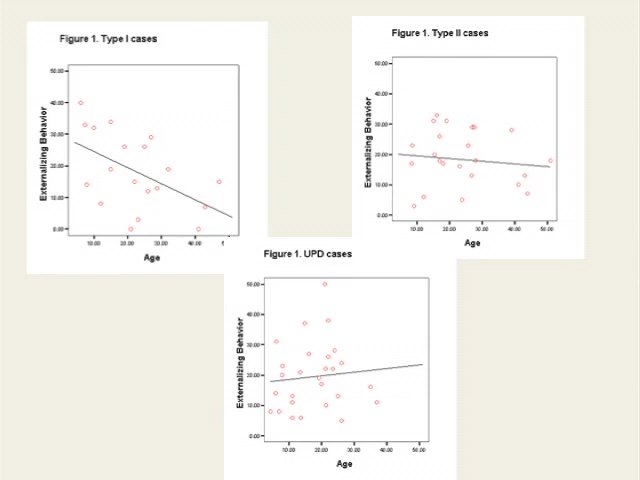 Figure 1. Type I cases
Externalizing Behavior
50.00
40.00
30.00
20.00
10.00
0.00
10.00 20.00 30.00 40.00
Age
Figure 1. Type II cases
Externalizing Behavior
50.00
40.00
30.00
20.00
10.00
0.00
10.00 20.00 30.00 40.00 50.00
Age
Figure 1. UPD cases
Externalizing Behavior
50.00
40.00
30.00
20.00
10.00
0.00
10.00 20.00 30.00 40.00 50.00
Age